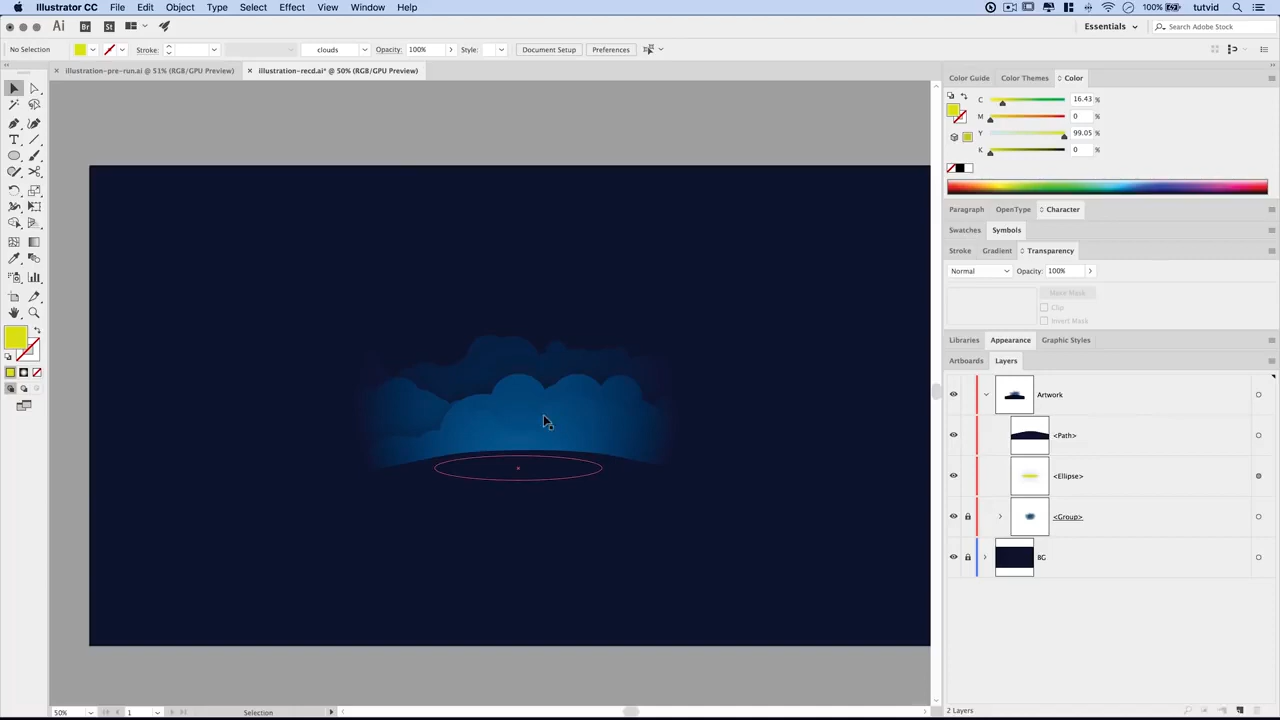 Illustrator CC File Edit Object Type Select Effect View Window Help 100%
Ai Br St Essentials Search Adobe Stock
No Selection Stroke: clouds Opacity: 100% Style: Document Setup Preferences
illustration-pre-run.ai @ 51% (RGB/GPU Preview) illustration-recd.ai* @ 50% (RGB/GPU Preview)
Color Guide Color Themes Color
C 16.43 %
M 0 %
Y 99.05 %
K 0 %
Paragraph OpenType Character
Swatches Symbols
Stroke Gradient Transparency
Normal Opacity: 100%
Make Mask
Clip
Invert Mask
Libraries Appearance Graphic Styles
Artboards Layers
Artwork
<Path>
<Ellipse>
<Group>
BG
50% 1 Selection 2 Layers